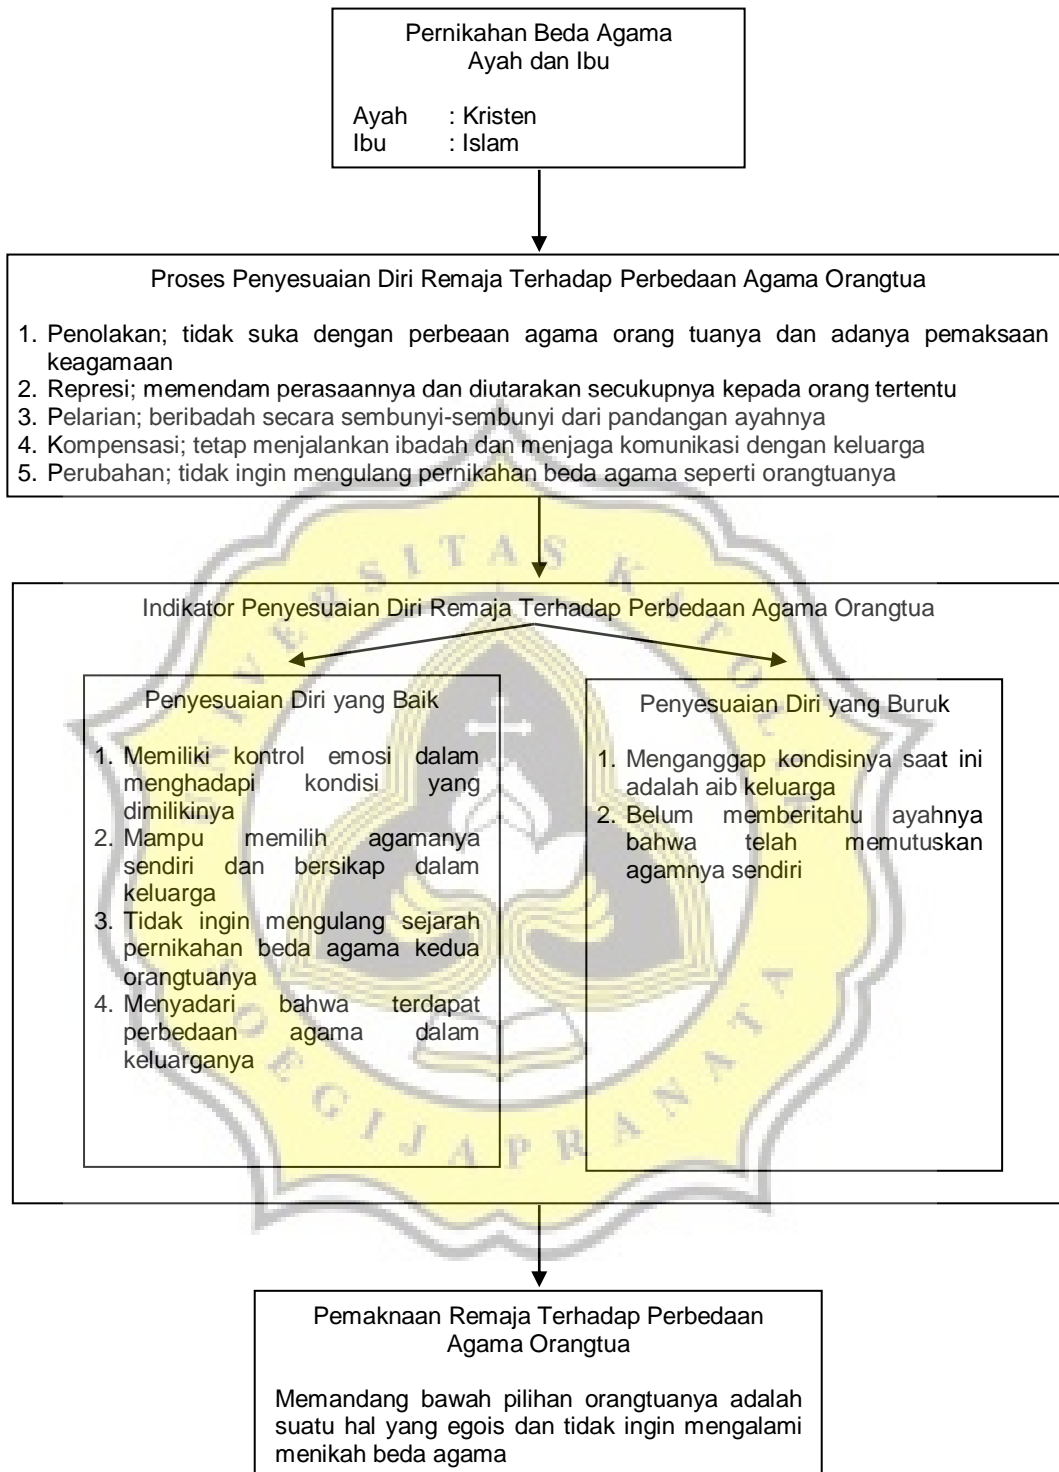 Pernikahan Beda Agama
Ayah dan Ibu
Ayah : Kristen
Ibu : Islam
Proses Penyesuaian Diri Remaja Terhadap Perbedaan Agama Orangtua
1. Penolakan; tidak suka dengan perbeaan agama orang tuanya dan adanya pemaksaan
keagamaan
2. Represi; memendam perasaannya dan diutarakan secukupnya kepada orang tertentu
3. Pelarian; beribadah secara sembunyi-sembunyi dari pandangan ayahnya
4. Kompensasi; tetap menjalankan ibadah dan menjaga komunikasi dengan keluarga
5. Perubahan; tidak ingin mengulang pernikahan beda agama seperti orangtuanya
UNIVERSITAS KATOLIK
Indikator Penyesuaian Diri Remaja Terhadap Perbedaan Agama Orangtua
Penyesuaian Diri yang Baik
1. Memiliki kontrol emosi dalam
menghadapi kondisi yang
dimilikinya
2. Mampu memilih agamanya
sendiri dan bersikap dalam
keluarga
3. Tidak ingin mengulang sejarah
pernikahan beda agama kedua
orangtuanya
4. Menyadari bahwa terdapat
perbedaan agama dalam
keluarganya
Penyesuaian Diri yang Buruk
1. Menganggap kondisinya saat ini
adalah aib keluarga
2. Belum memberitahu ayahnya
bahwa telah memutuskan
agamnya sendiri
SOEGIJAPRANATA
Pemaknaan Remaja Terhadap Perbedaan
Agama Orangtua
Memandang bawah pilihan orangtuanya adalah
suatu hal yang egois dan tidak ingin mengalami
menikah beda agama